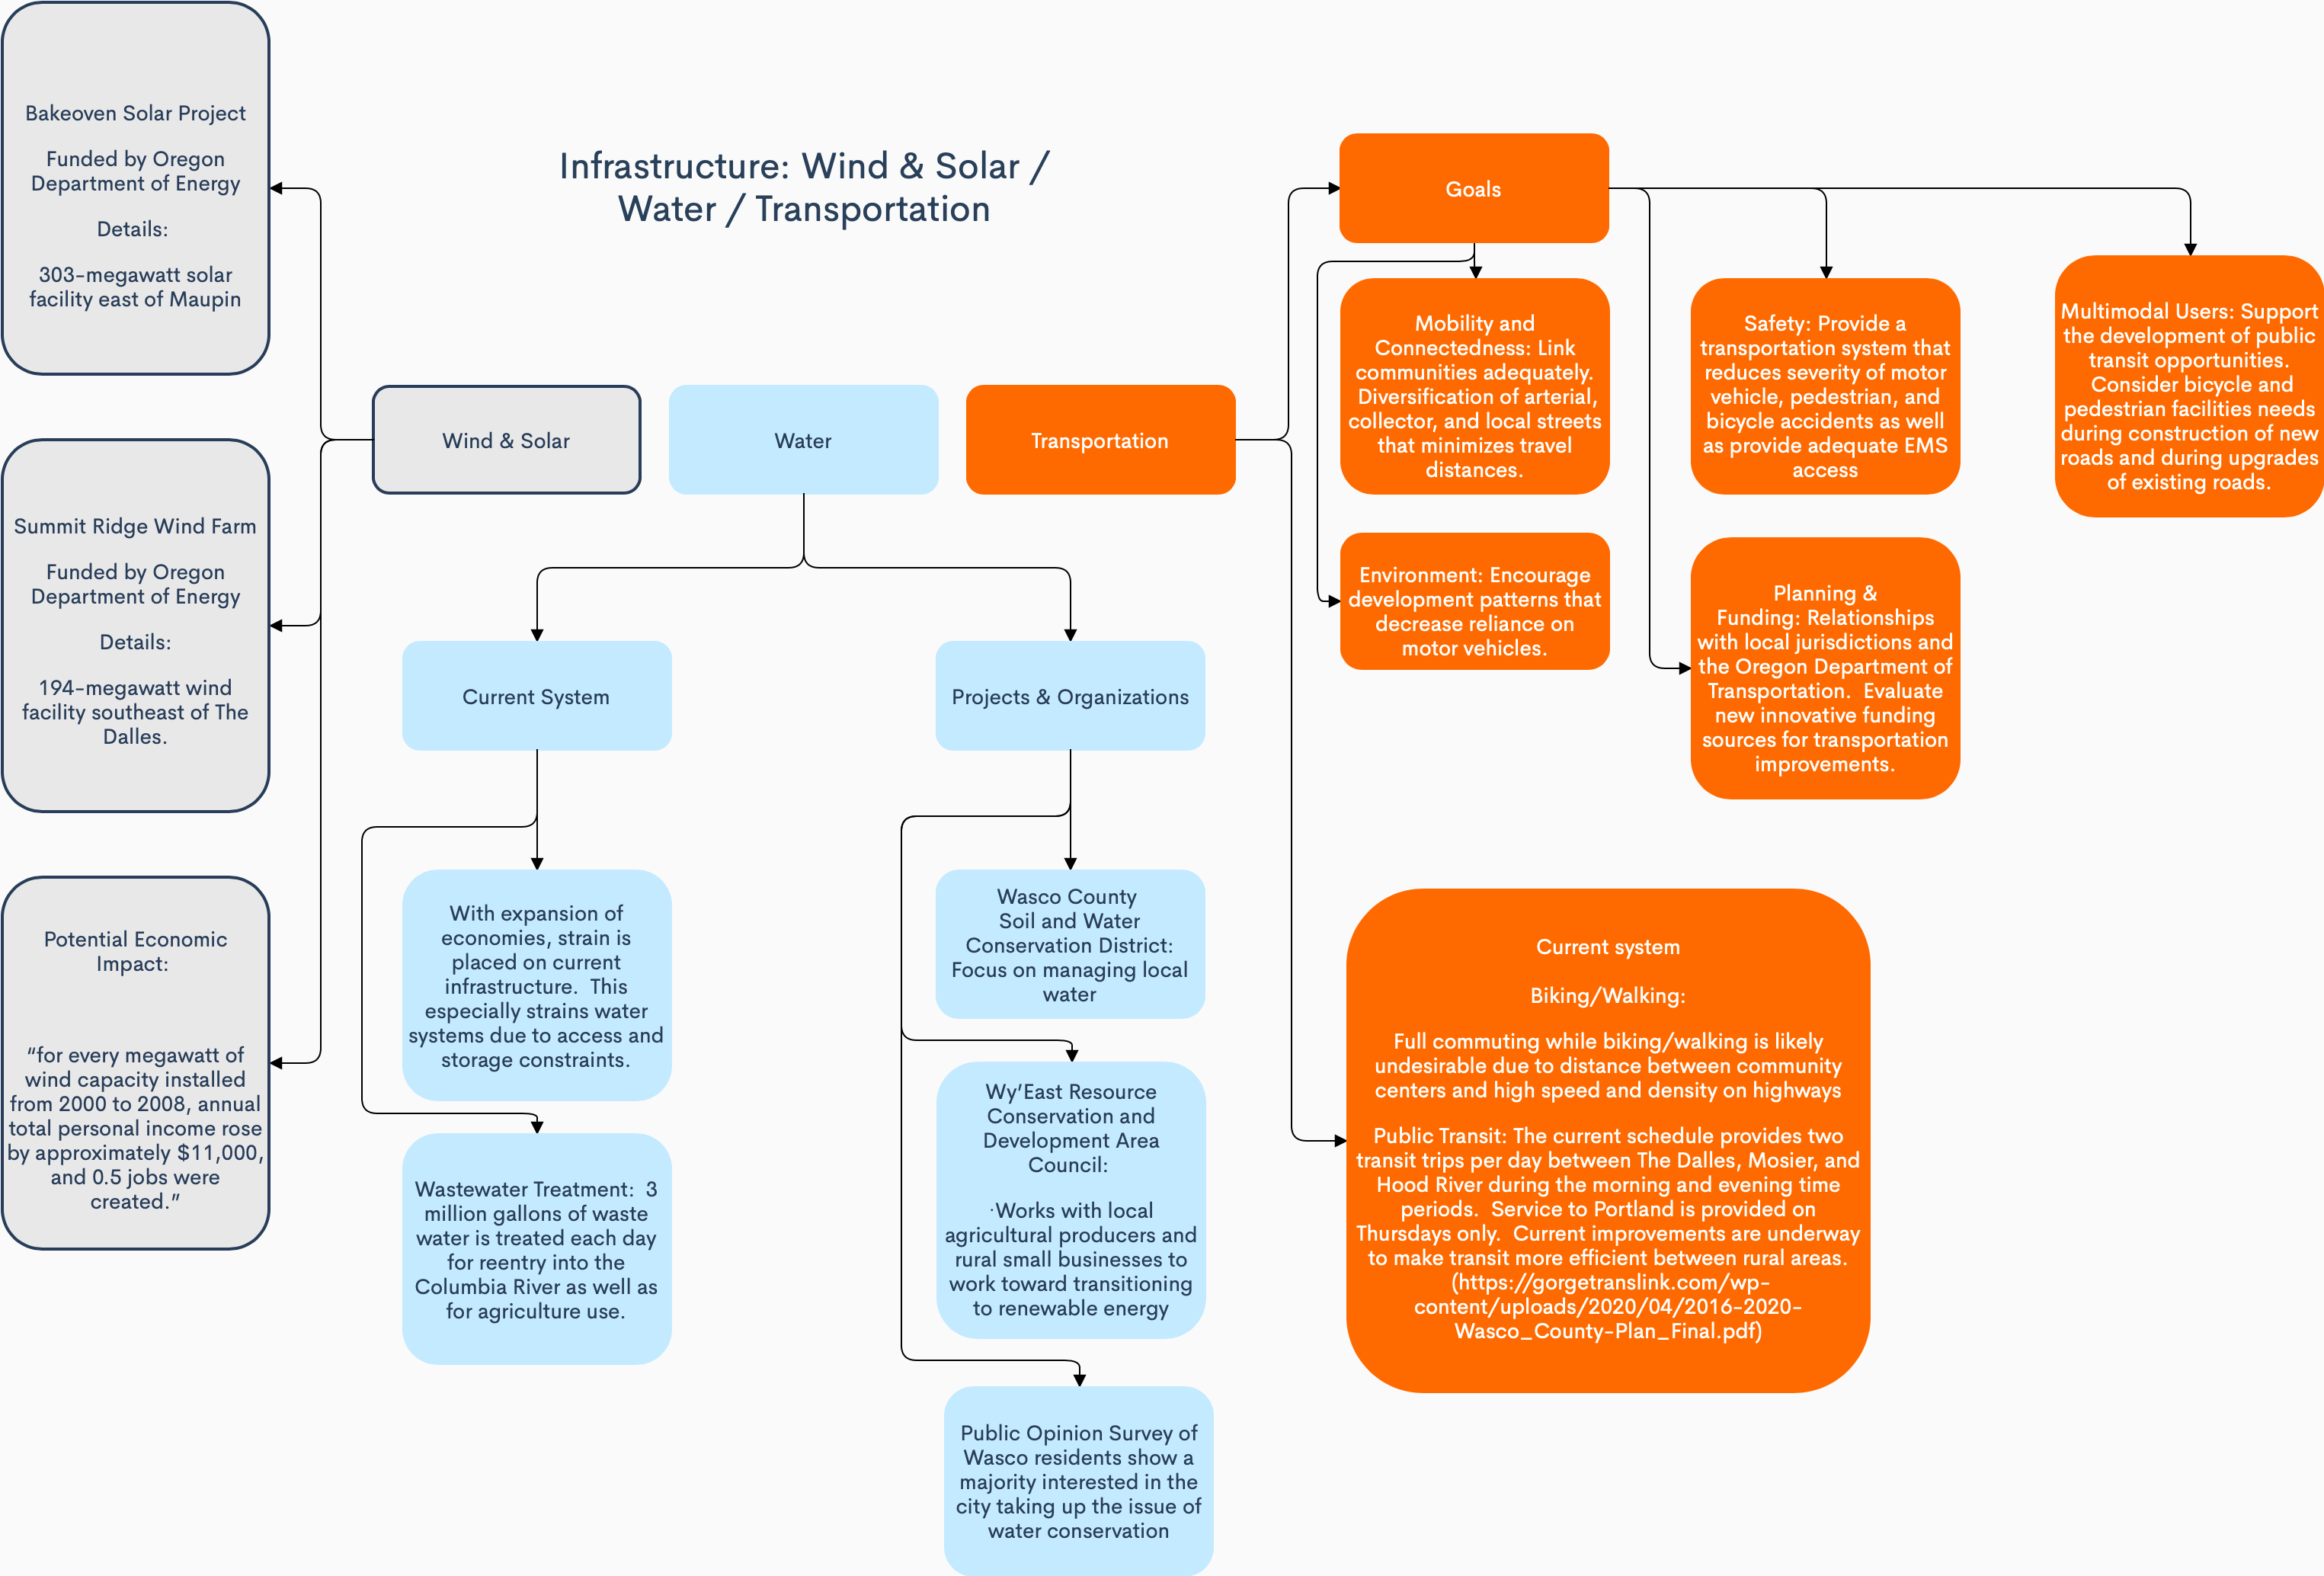 Infrastructure: Wind & Solar /
Water / Transportation
Bakeoven Solar Project
Funded by Oregon
Department of Energy
Details:
303-megawatt solar
facility east of Maupin
Summit Ridge Wind Farm
Funded by Oregon
Department of Energy
Details:
194-megawatt wind
facility southeast of The
Dalles.
Potential Economic
Impact:
“for every megawatt of
wind capacity installed
from 2000 to 2008, annual
total personal income rose
by approximately $11,000,
and 0.5 jobs were
created.”
Wind & Solar
Water
Transportation
Current System
With expansion of
economies, strain is
placed on current
infrastructure.  This
especially strains water
systems due to access and
storage constraints.
Wastewater Treatment:  3
million gallons of waste
water is treated each day
for reentry into the
Columbia River as well as
for agriculture use.
Projects & Organizations
Wasco County
Soil and Water
Conservation District:
Focus on managing local
water
Wy’East Resource
Conservation and
Development Area
Council:
·Works with local
agricultural producers and
rural small businesses to
work toward transitioning
to renewable energy
Public Opinion Survey of
Wasco residents show a
majority interested in the
city taking up the issue of
water conservation
Goals
Mobility and
Connectedness: Link
communities adequately.
Diversification of arterial,
collector, and local streets
that minimizes travel
distances.
Safety: Provide a
transportation system that
reduces severity of motor
vehicle, pedestrian, and
bicycle accidents as well
as provide adequate EMS
access
Multimodal Users: Support
the development of public
transit opportunities.
Consider bicycle and
pedestrian facilities needs
during construction of new
roads and during upgrades
of existing roads.
Environment: Encourage
development patterns that
decrease reliance on
motor vehicles.
Planning &
Funding: Relationships
with local jurisdictions and
the Oregon Department of
Transportation.  Evaluate
new innovative funding
sources for transportation
improvements.
Current system
Biking/Walking:
Full commuting while biking/walking is likely
undesirable due to distance between community
centers and high speed and density on highways
Public Transit: The current schedule provides two
transit trips per day between The Dalles, Mosier, and
Hood River during the morning and evening time
periods.  Service to Portland is provided on
Thursdays only.  Current improvements are underway
to make transit more efficient between rural areas.
(https://gorgetranslink.com/wp-
content/uploads/2020/04/2016-2020-
Wasco_County-Plan_Final.pdf)